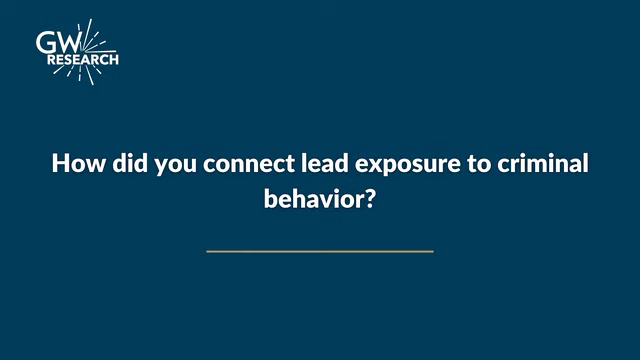 GW
RESEARCH
How did you connect lead exposure to criminal
behavior?